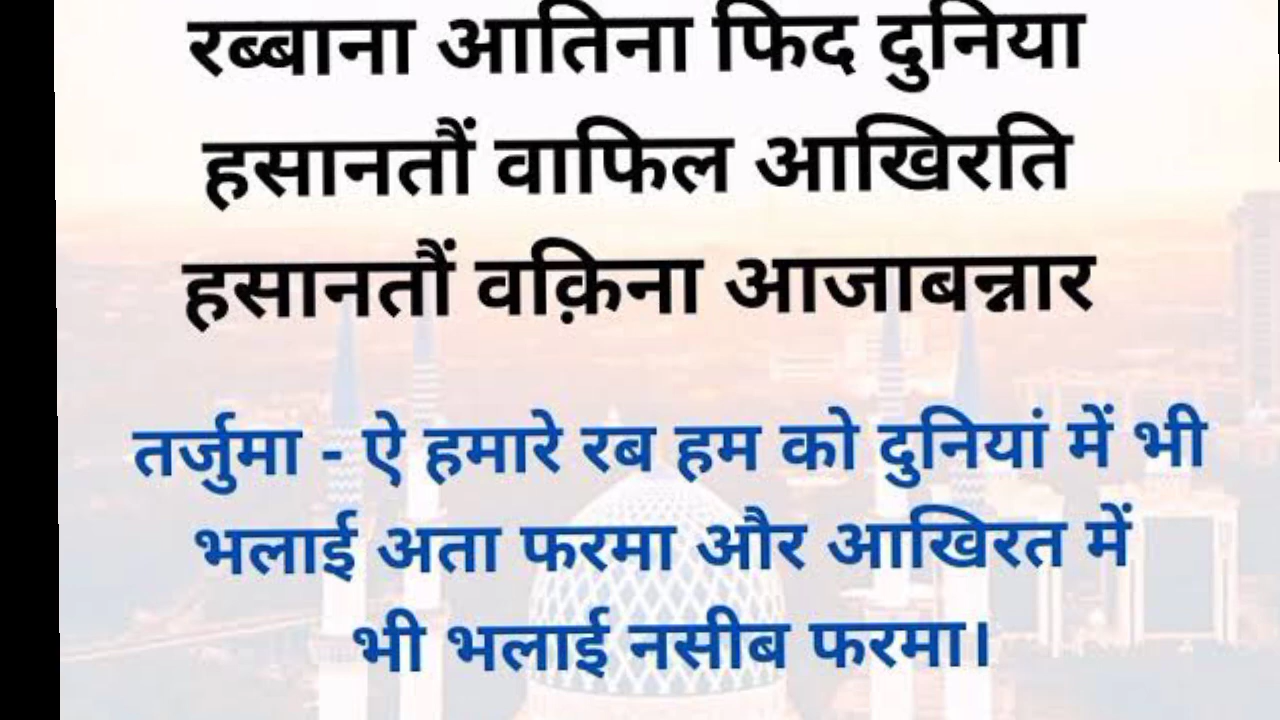 रब्बाना आतिना फिद दुनिया
हसानतौं वाफिल आखिरति
हसानतौं वक़िना आजाबन्नार
तर्जुमा - ऐ हमारे रब हम को दुनियां में भी
भलाई अता फरमा और आखिरत में
भी भलाई नसीब फरमा।